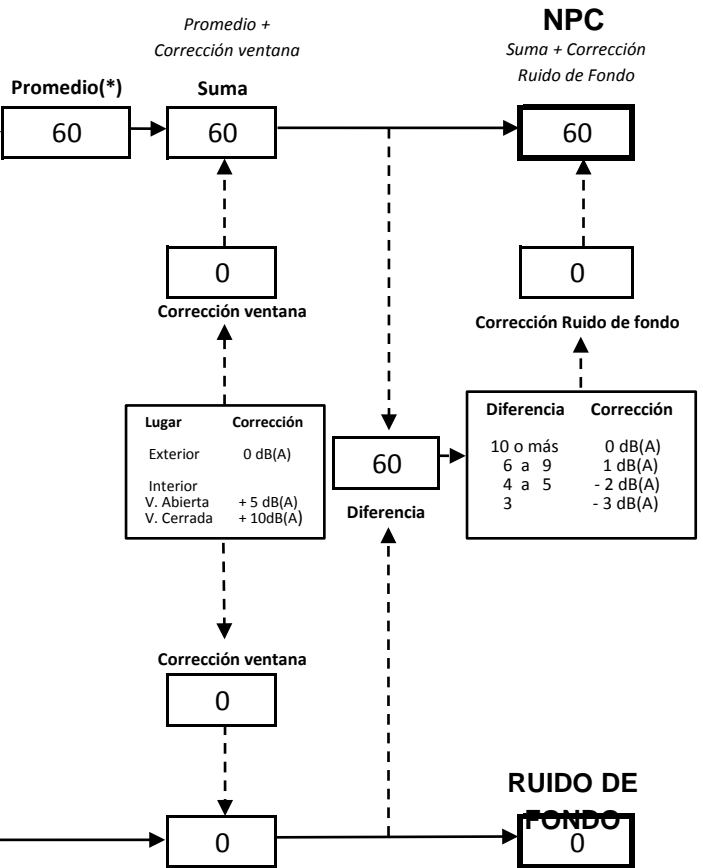 Promedio +
Corrección ventana
NPC
Suma + Corrección
Ruido de Fondo
Promedio(*)
Suma
60
60
60
0
0
Corrección ventana
Corrección Ruido de fondo
Lugar Corrección
Exterior 0 dB(A)
Interior
V. Abierta + 5 dB(A)
V. Cerrada + 10dB(A)
60
Diferencia
Diferencia Corrección
10 o más 0 dB(A)
6 a 9 1 dB(A)
4 a 5 - 2 dB(A)
3 - 3 dB(A)
Corrección ventana
0
RUIDO DE
FONDO
0
0